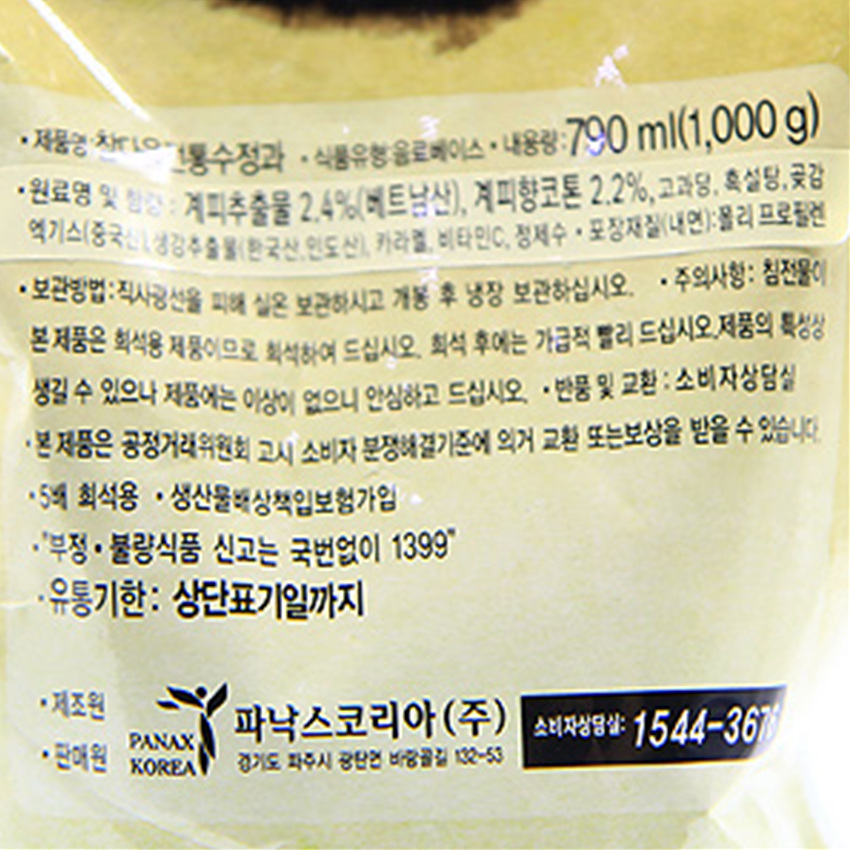 • 제품명: 참다운전통수정과 • 식품유형:음료베이스 • 내용량:790 ml(1,000 g)
• 원료명 및 함량 : 계피추출물 2.4%(베트남산), 계피향코톤 2.2%, 고과당, 흑설탕, 곶감
엑기스(중국산), 생강추출물(한국산,인도산), 카라멜, 비타민C, 정제수 • 포장재질(내면):폴리프로필렌
• 보관방법:직사광선을 피해 실온 보관하시고 개봉 후 냉장 보관하십시오. • 주의사항: 침전물이
본 제품은 희석용 제품이므로 희석하여 드십시오. 희석 후에는 가급적 빨리 드십시오.제품의 특성상
생길 수 있으나 제품에는 이상이 없으니 안심하고 드십시오. • 반품 및 교환 : 소비자상담실
• 본 제품은 공정거래위원회 고시 소비자 분쟁해결기준에 의거 교환 또는보상을 받을 수 있습니다.
• 5배 희석용 • 생산물배상책임보험가입
• "부정 • 불량식품 신고는 국번없이 1399"
• 유통기한 : 상단표기일까지
• 제조원
• 판매원
PANAX
KOREA
파낙스코리아(주)
경기도 파주시 광탄면 바랑골길 132-53
소비자상담실: 1544-3678